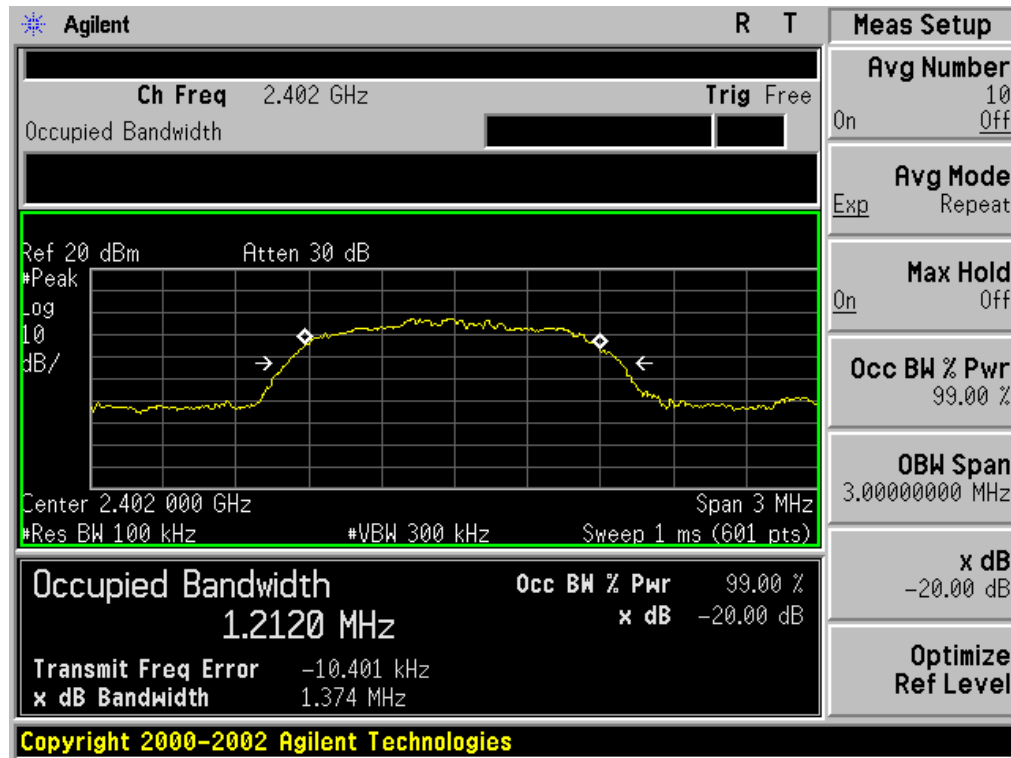 Agilent R T
Ch Freq 2.402 GHz Trig Free
Occupied Bandwidth
Ref 20 dBm Atten 30 dB
#Peak
Log
10
dB/
Center 2.402 000 GHz Span 3 MHz
#Res BW 100 kHz #VBW 300 kHz Sweep 1 ms (601 pts)
Occupied Bandwidth
1.2120 MHz
Occ BW % Pwr 99.00 %
x dB -20.00 dB
Transmit Freq Error -10.401 kHz
x dB Bandwidth 1.374 MHz
Copyright 2000-2002 Agilent Technologies
Meas Setup
Avg Number
10
On Off
Avg Mode
Exp Repeat
Max Hold
On Off
Occ BW % Pwr
99.00 %
OBW Span
3.00000000 MHz
x dB
-20.00 dB
Optimize
Ref Level